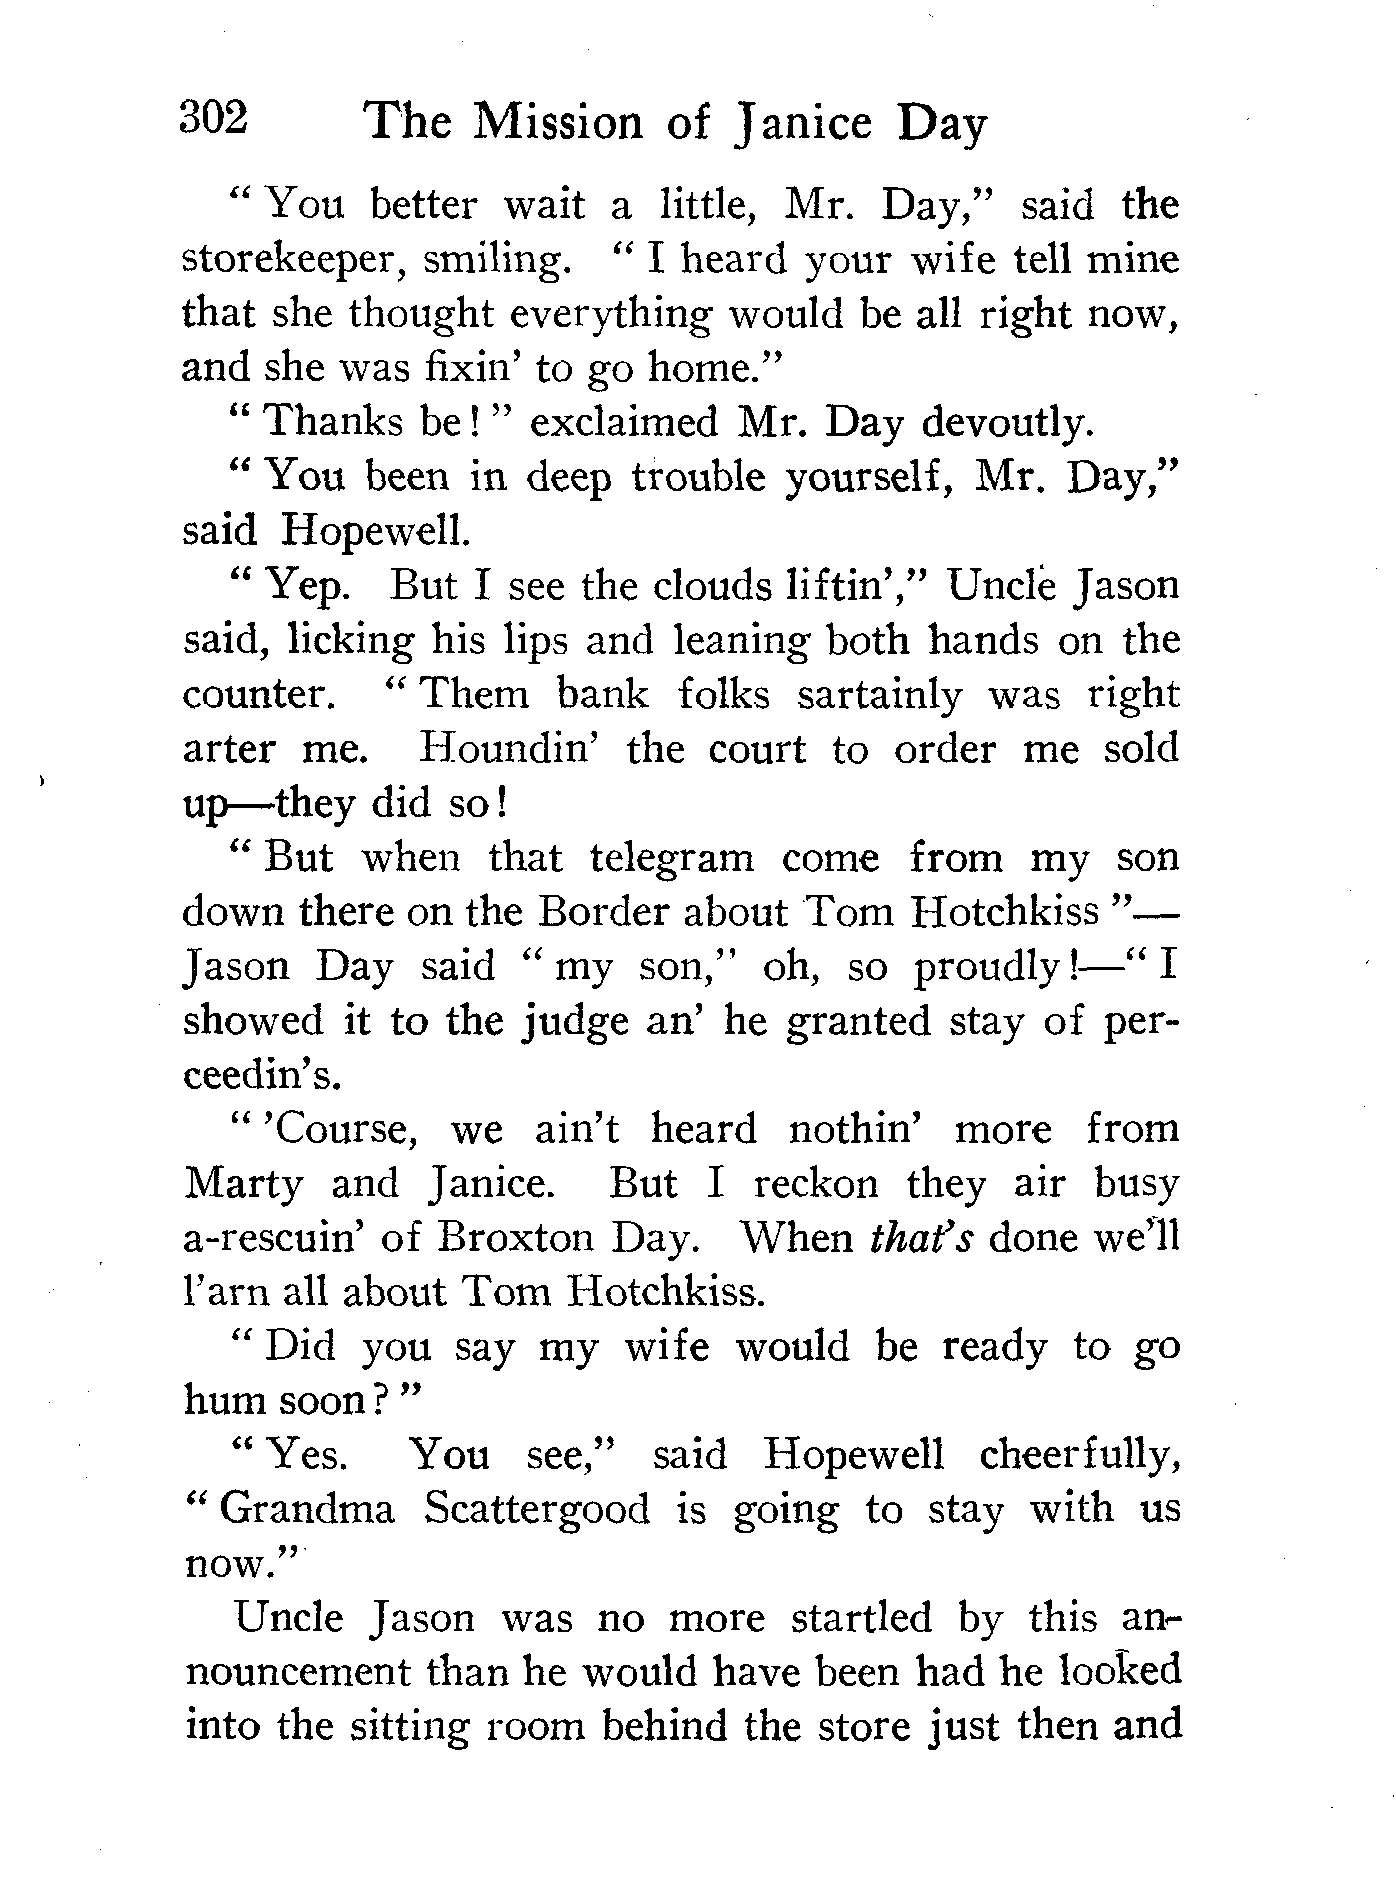 302 The Mission of Janice Day
“ You better wait a little, Mr. Day,” said the
storekeeper, smiling. “ I heard your wife tell mine
that she thought everything would be all right now,
and she was fixin’ to go home.”
“ Thanks be! ” exclaimed Mr. Day devoutly.
“ You been in deep trouble yourself, Mr. Day,”
said Hopewell.
“ Yep. But I see the clouds liftin’,” Uncle Jason
said, licking his lips and leaning both hands on the
counter. “ Them bank folks sartainly was right
arter me. Houndin’ the court to order me sold
up—they did so!
“ But when that telegram come from my son
down there on the Border about Tom Hotchkiss ”—
Jason Day said “ my son,” oh, so proudly!—“ I
showed it to the judge an’ he granted stay of per-
ceedin’s.
“ ’Course, we ain’t heard nothin’ more from
Marty and Janice. But I reckon they air busy
a-rescuin’ of Broxton Day. When that’s done we’ll
l’arn all about Tom Hotchkiss.
“ Did you say my wife would be ready to go
hum soon? ”
“ Yes. You see,” said Hopewell cheerfully,
“ Grandma Scattergood is going to stay with us
now.”
Uncle Jason was no more startled by this an-
nouncement than he would have been had he looked
into the sitting room behind the store just then and